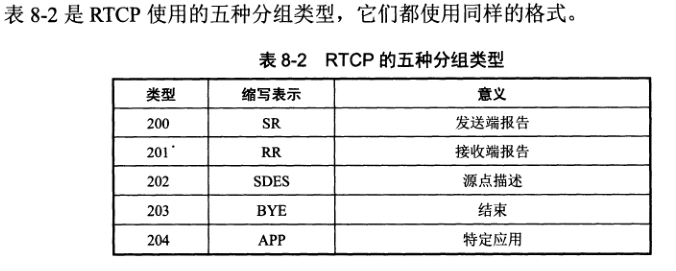 表 8-2 是 RTCP 使用的五种分组类型，它们都使用同样的格式。
表 8-2 RTCP 的五种分组类型
类型 缩写表示 意义
200 SR 发送端报告
201 RR 接收端报告
202 SDES 源点描述
203 BYE 结束
204 APP 特定应用